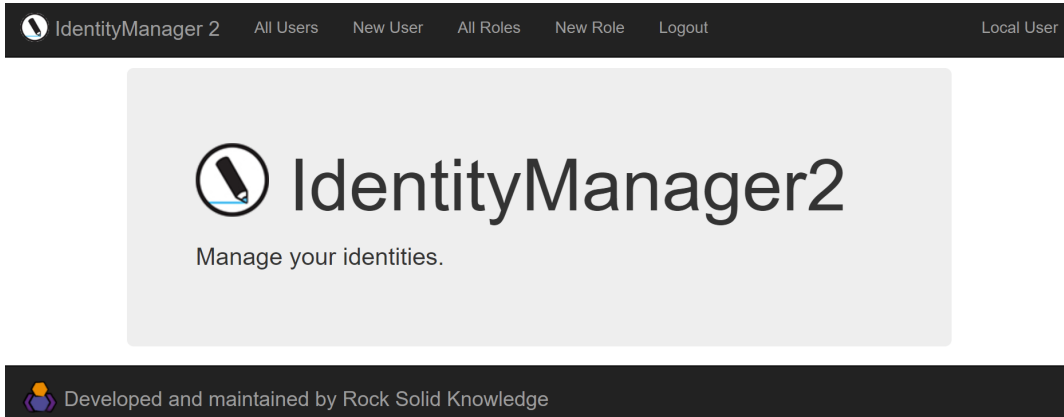 IdentityManager 2 All Users New User All Roles New Role Logout Local User
IdentityManager2
Manage your identities.
Developed and maintained by Rock Solid Knowledge